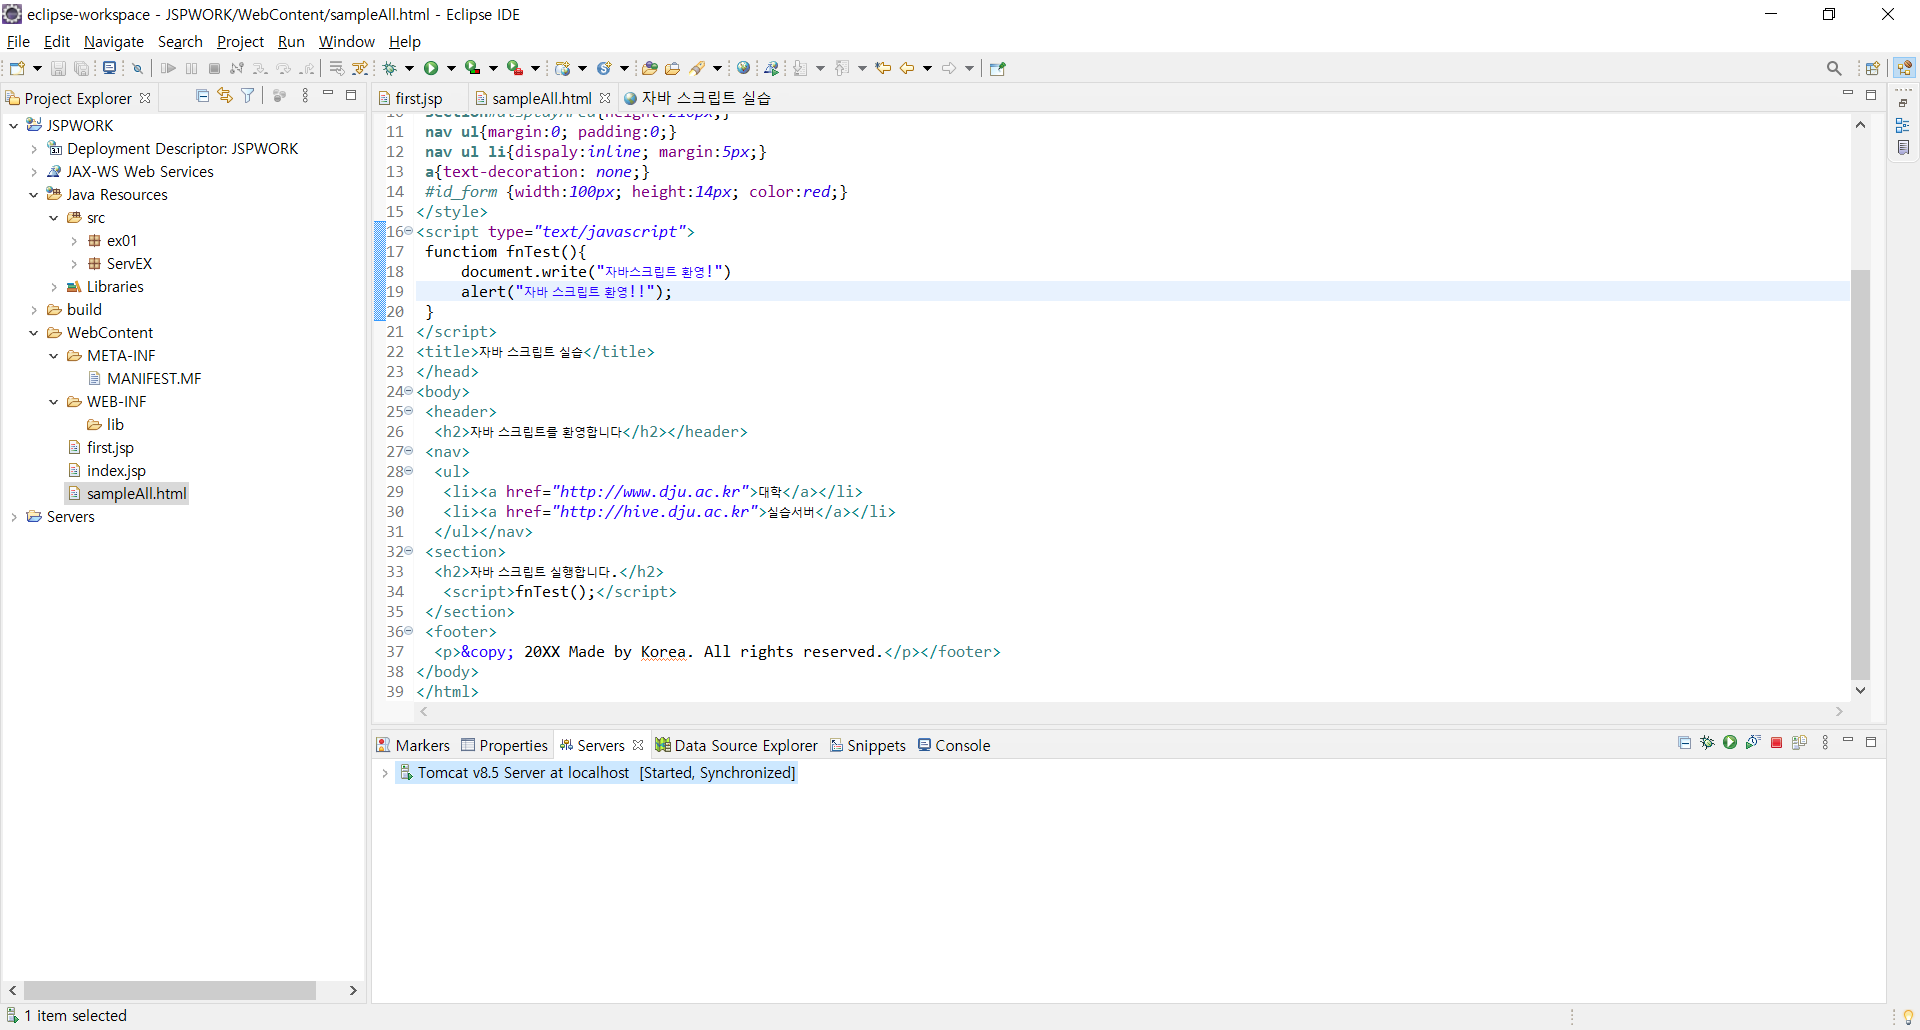 eclipse-workspace - JSPWORK/WebContent/sampleAll.html - Eclipse IDE
File Edit Navigate Search Project Run Window Help
Project Explorer
JSPWORK
Deployment Descriptor: JSPWORK
JAX-WS Web Services
Java Resources
src
ex01
ServEX
Libraries
build
WebContent
META-INF
MANIFEST.MF
WEB-INF
lib
first.jsp
index.jsp
sampleAll.html
Servers
first.jsp sampleAll.html 자바 스크립트 실습
10 section#displayArea{height:210px;}
11 nav ul{margin:0; padding:0;}
12 nav ul li{dispaly:inline; margin:5px;}
13 a{text-decoration: none;}
14 #id_form {width:100px; height:14px; color:red;}
15 </style>
16 <script type="text/javascript">
17 functiom fnTest(){
18 document.write("자바스크립트 환영!")
19 alert("자바 스크립트 환영!!");
20 }
21 </script>
22 <title>자바 스크립트 실습</title>
23 </head>
24 <body>
25 <header>
26 <h2>자바 스크립트를 환영합니다</h2></header>
27 <nav>
28 <ul>
29 <li><a href="http://www.dju.ac.kr">대학</a></li>
30 <li><a href="http://hive.dju.ac.kr">실습서버</a></li>
31 </ul></nav>
32 <section>
33 <h2>자바 스크립트 실행합니다.</h2>
34 <script>fnTest();</script>
35 </section>
36 <footer>
37 <p>&copy; 20XX Made by Korea. All rights reserved.</p></footer>
38 </body>
39 </html>
Markers Properties Servers Data Source Explorer Snippets Console
Tomcat v8.5 Server at localhost [Started, Synchronized]
1 item selected